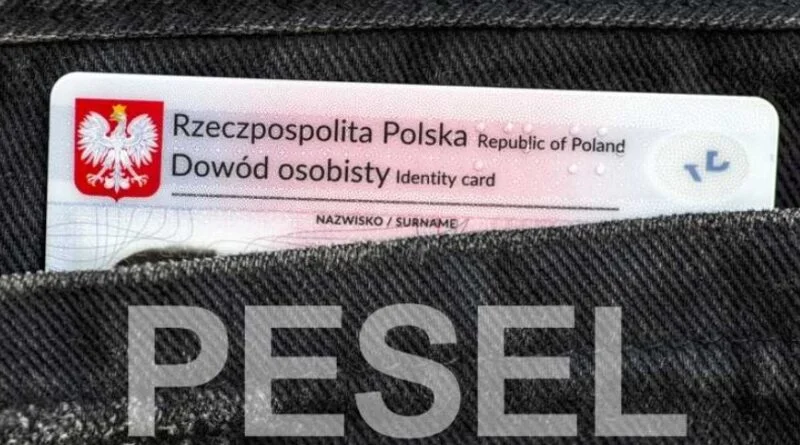 Rzeczpospolita Polska Republic of Poland
Dowód osobisty Identity card
NAZWISKO / SURNAME
PESEL